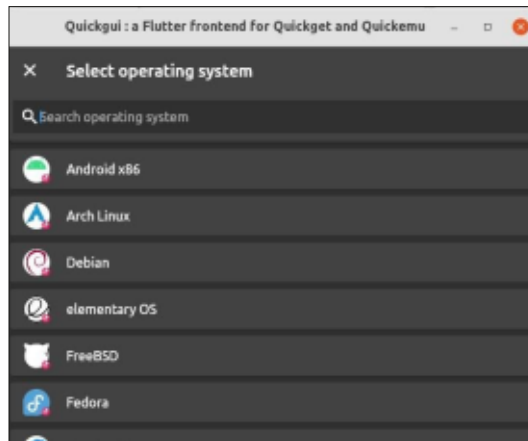 Quickgui : a Flutter frontend for Quickget and Quickemu
Select operating system
Search operating system
Android x86
Arch Linux
Debian
elementary OS
FreeBSD
Fedora